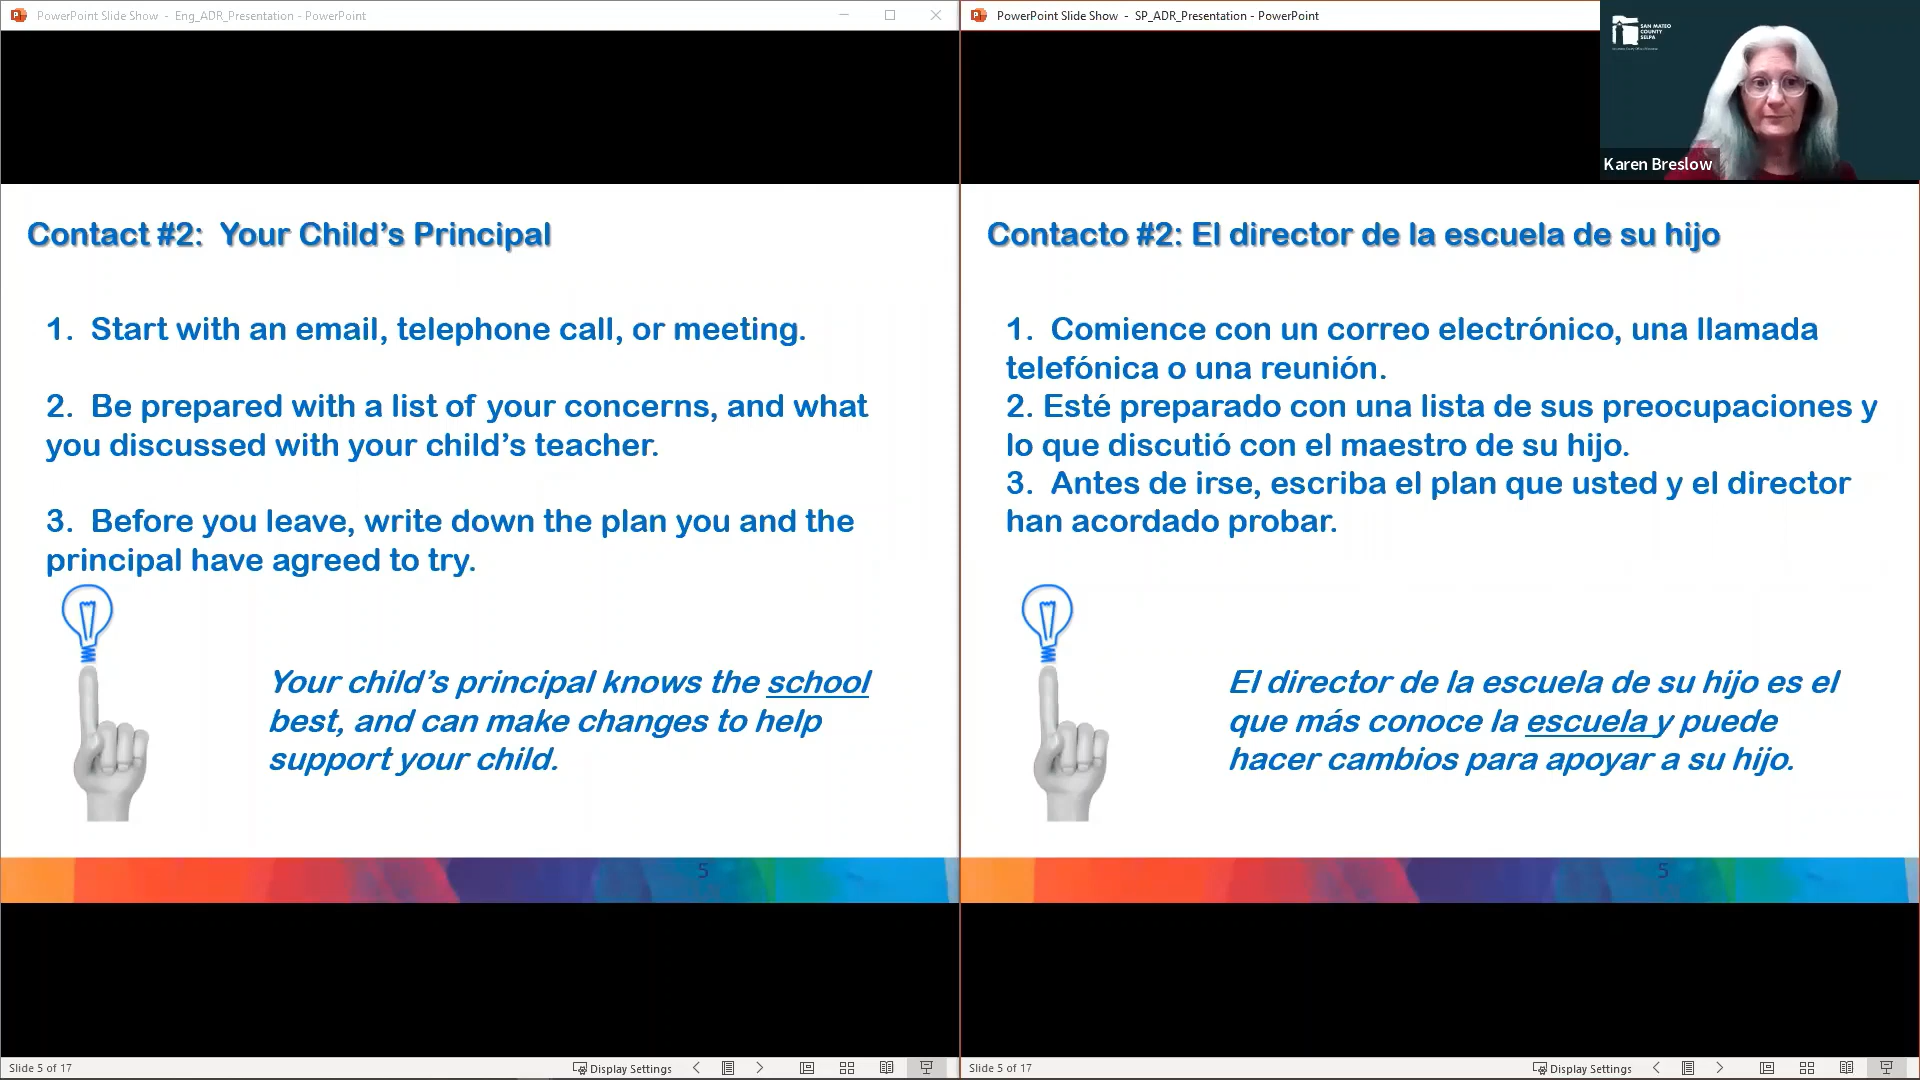 PowerPoint Slide Show - Eng_ADR_Presentation - PowerPoint
Contact #2: Your Child's Principal
1. Start with an email, telephone call, or meeting.
2. Be prepared with a list of your concerns, and what
you discussed with your child's teacher.
3. Before you leave, write down the plan you and the
principal have agreed to try.
Your child's principal knows the school
best, and can make changes to help
support your child.
5
Slide 5 of 17
Display Settings
PowerPoint Slide Show - SP_ADR_Presentation - PowerPoint
SAN MATEO
COUNTY
SELPA
Karen Breslow
Contacto #2: El director de la escuela de su hijo
1. Comience con un correo electrónico, una llamada
telefónica o una reunión.
2. Esté preparado con una lista de sus preocupaciones y
lo que discutió con el maestro de su hijo.
3. Antes de irse, escriba el plan que usted y el director
han acordado probar.
El director de la escuela de su hijo es el
que más conoce la escuela y puede
hacer cambios para apoyar a su hijo.
5
Slide 5 of 17
Display Settings